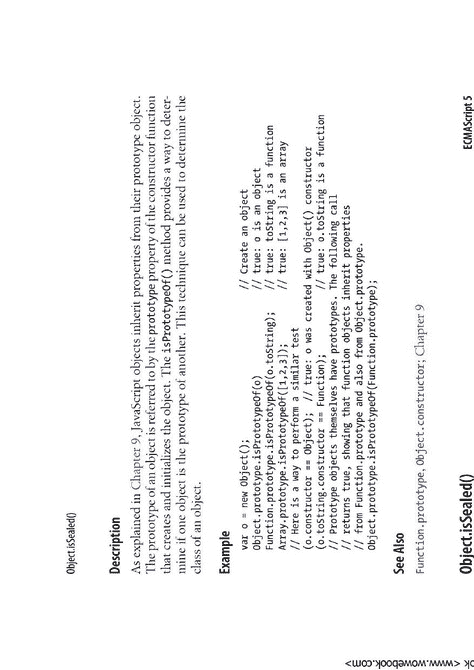 Object.isSealed()
Description
As explained in Chapter 9, JavaScript objects inherit properties from their prototype object.
The prototype of an object is referred to by the prototype property of the constructor function
that creates and initializes the object. The isPrototypeOf() method provides a way to deter-
mine if one object is the prototype of another. This technique can be used to determine the
class of an object.
Example
var o = new Object(); // Create an object
Object.prototype.isPrototypeOf(o) // true: o is an object
Function.prototype.isPrototypeOf(o.toString); // true: toString is a function
Array.prototype.isPrototypeOf([1,2,3]); // true: [1,2,3] is an array
// Here is a way to perform a similar test
(o.constructor == Object); // true: o was created with Object() constructor
(o.toString.constructor == Function); // true: o.toString is a function
// Prototype objects themselves have prototypes. The following call
// returns true, showing that function objects inherit properties
// from Function.prototype and also from Object.prototype.
Object.prototype.isPrototypeOf(Function.prototype);
See Also
Function.prototype, Object.constructor; Chapter 9
Object.isSealed() ECMAScript 5
ok <www.wowebook.com>